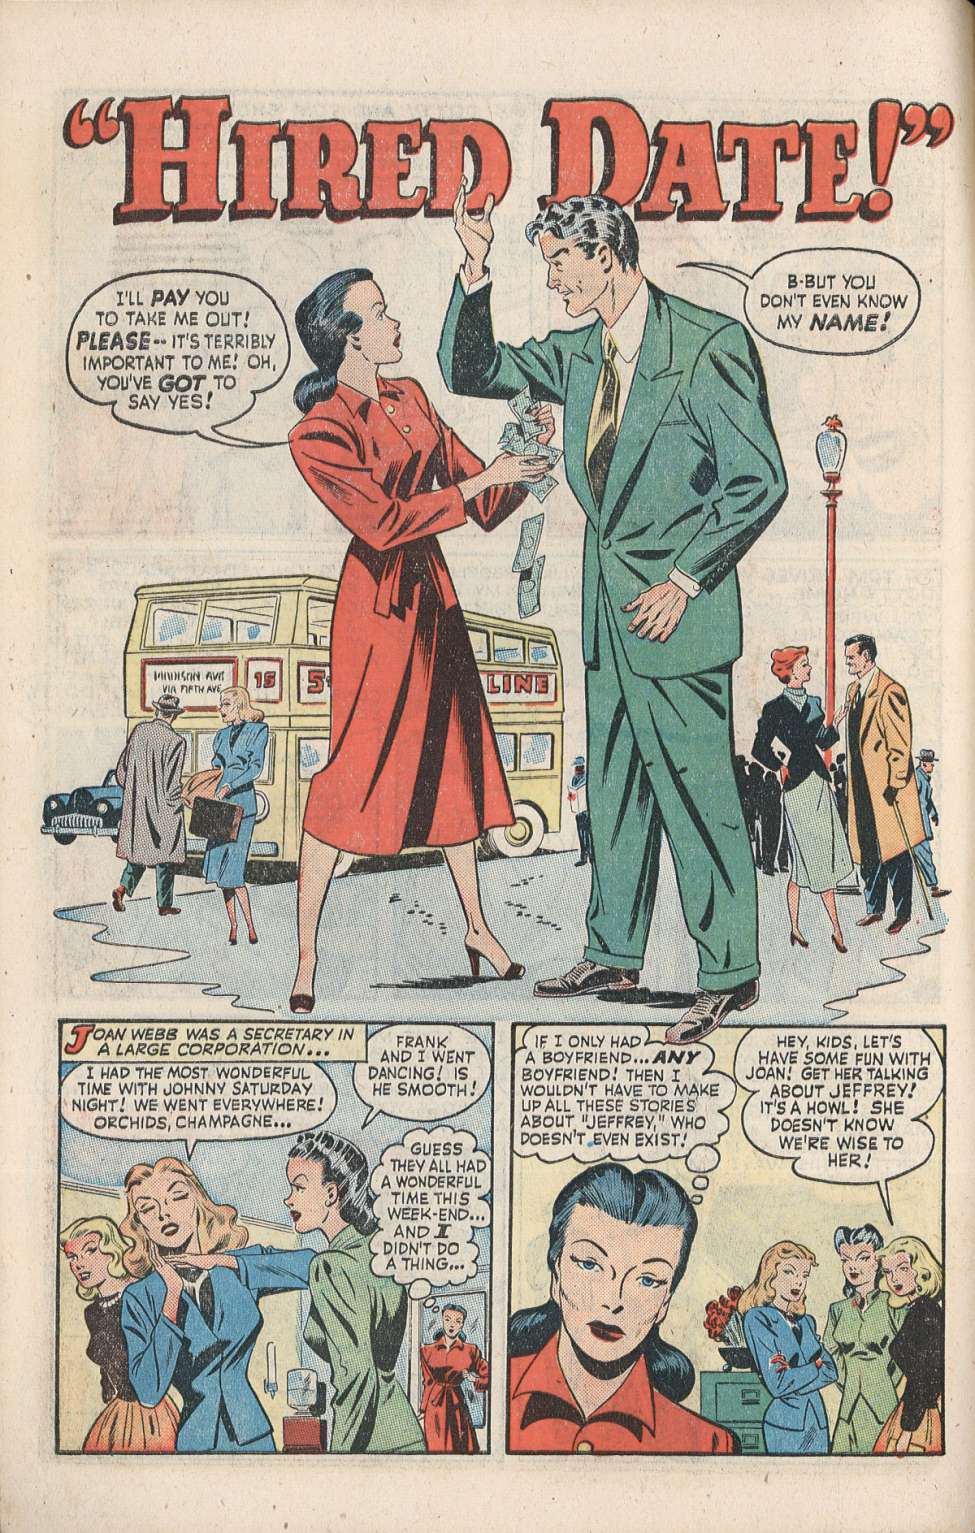 "HIRED DATE!"
I'LL PAY YOU
TO TAKE ME OUT!
PLEASE-- IT'S TERRIBLY
IMPORTANT TO ME! OH,
YOU'VE GOT TO
SAY YES!
B-BUT YOU
DON'T EVEN KNOW
MY NAME!
AVE
VIA FIFTH AVE
15
5
LINE
JOAN WEBB WAS A SECRETARY IN
A LARGE CORPORATION...
I HAD THE MOST WONDERFUL
TIME WITH JOHNNY SATURDAY
NIGHT! WE WENT EVERYWHERE!
ORCHIDS, CHAMPAGNE...
FRANK
AND I WENT
DANCING! IS
HE SMOOTH!
GUESS
THEY ALL HAD
A WONDERFUL
TIME THIS
WEEK-END...
AND I
DIDN'T DO
A THING...
IF I ONLY HAD
A BOYFRIEND... ANY
BOYFRIEND! THEN I
WOULDN'T HAVE TO MAKE
UP ALL THESE STORIES
ABOUT "JEFFREY," WHO
DOESN'T EVEN EXIST!
HEY, KIDS, LET'S
HAVE SOME FUN WITH
JOAN! GET HER TALKING
ABOUT JEFFREY!
IT'S A HOWL! SHE
DOESN'T KNOW
WE'RE WISE TO
HER!